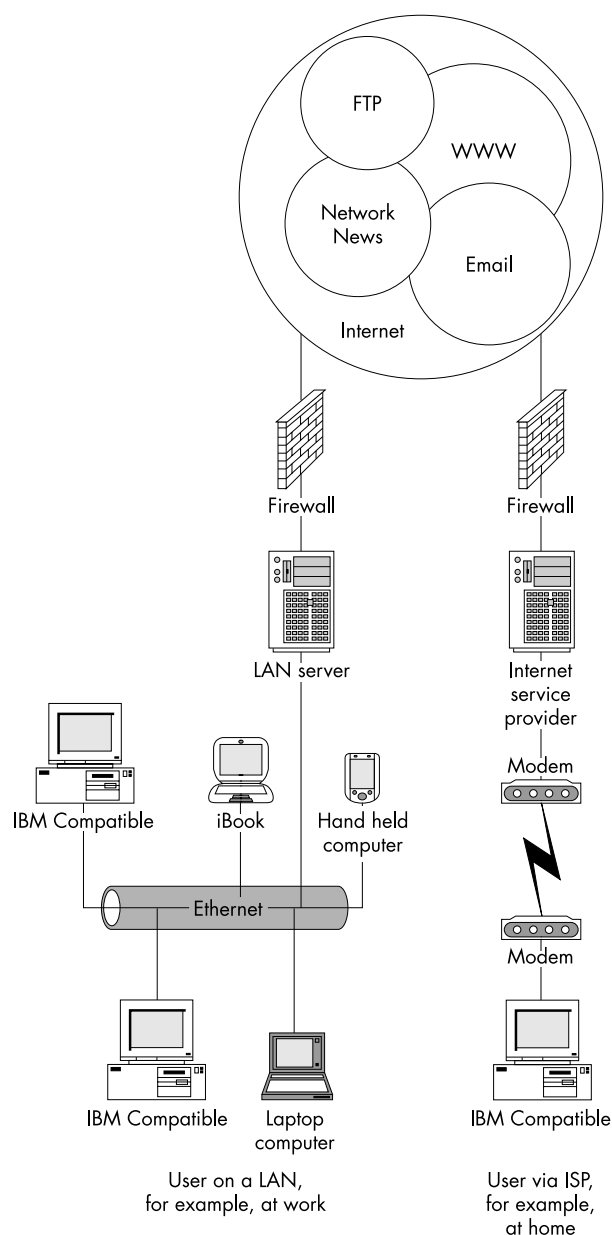 FTP
WWW
Network
News
Email
Internet
Firewall
Firewall
LAN server
Internet
service
provider
Modem
IBM Compatible
iBook
Hand held
computer
Ethernet
Modem
IBM Compatible
Laptop
computer
IBM Compatible
User on a LAN,
for example, at work
User via ISP,
for example,
at home